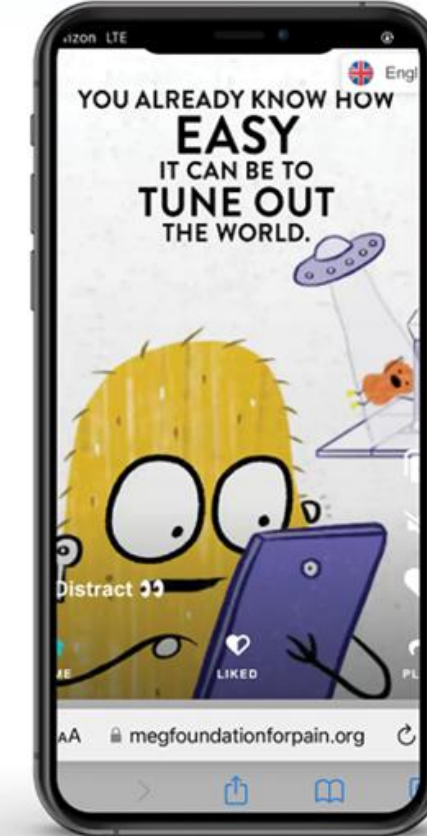 LTE
Engl
YOU ALREADY KNOW HOW
EASY
IT CAN BE TO
TUNE OUT
THE WORLD.
Distract
LIKED
AA
megfoundationforpain.org